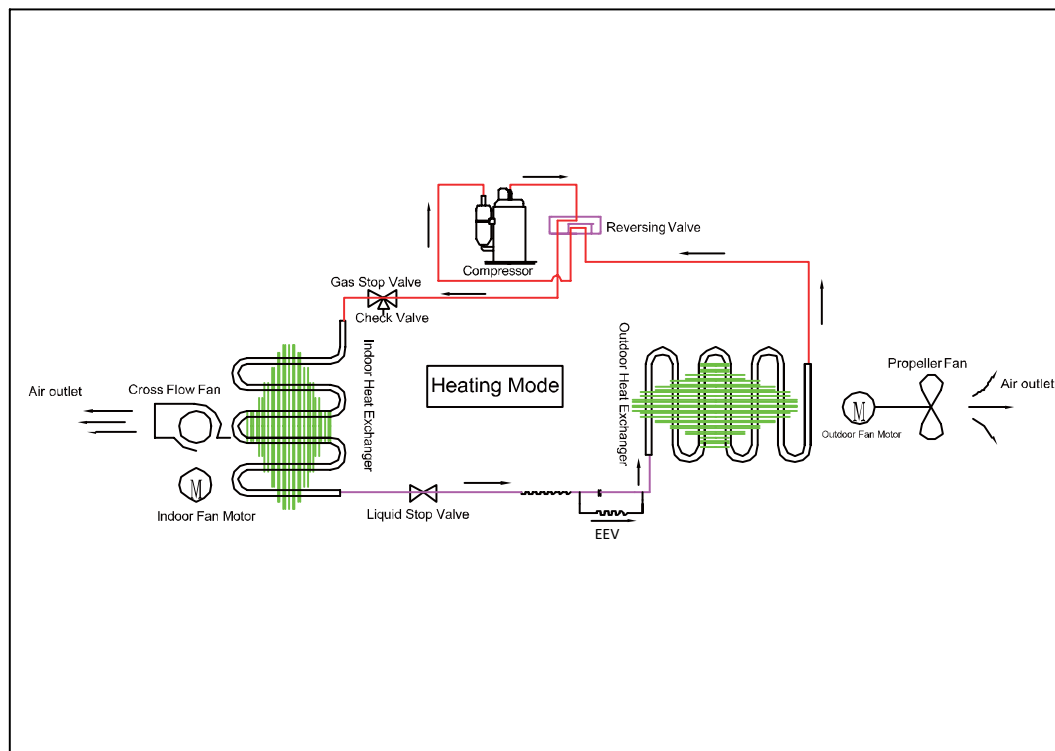 Reversing Valve
Compressor
Gas Stop Valve
Check Valve
Indoor Heat Exchanger
Outdoor Heat Exchanger
Heating Mode
Propeller Fan
Air outlet
Cross Flow Fan
Air outlet
M
Outdoor Fan Motor
M
Indoor Fan Motor
Liquid Stop Valve
EEV